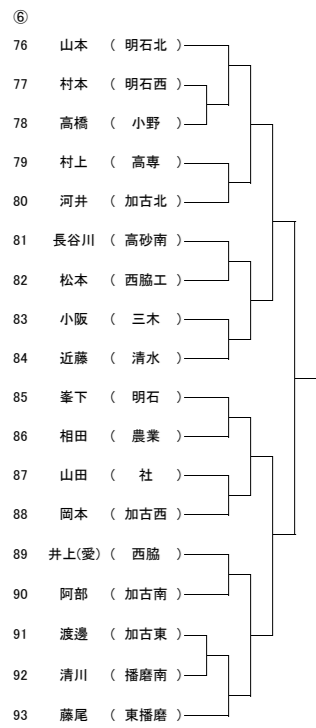 ⑥
76 山本 ( 明石北 )
77 村本 ( 明石西 )
78 高橋 ( 小野 )
79 村上 ( 高専 )
80 河井 ( 加古北 )
81 長谷川 ( 高砂南 )
82 松本 ( 西脇工 )
83 小阪 ( 三木 )
84 近藤 ( 清水 )
85 峯下 ( 明石 )
86 相田 ( 農業 )
87 山田 ( 社 )
88 岡本 ( 加古西 )
89 井上(愛) ( 西脇 )
90 阿部 ( 加古南 )
91 渡邊 ( 加古東 )
92 清川 ( 播磨南 )
93 藤尾 ( 東播磨 )